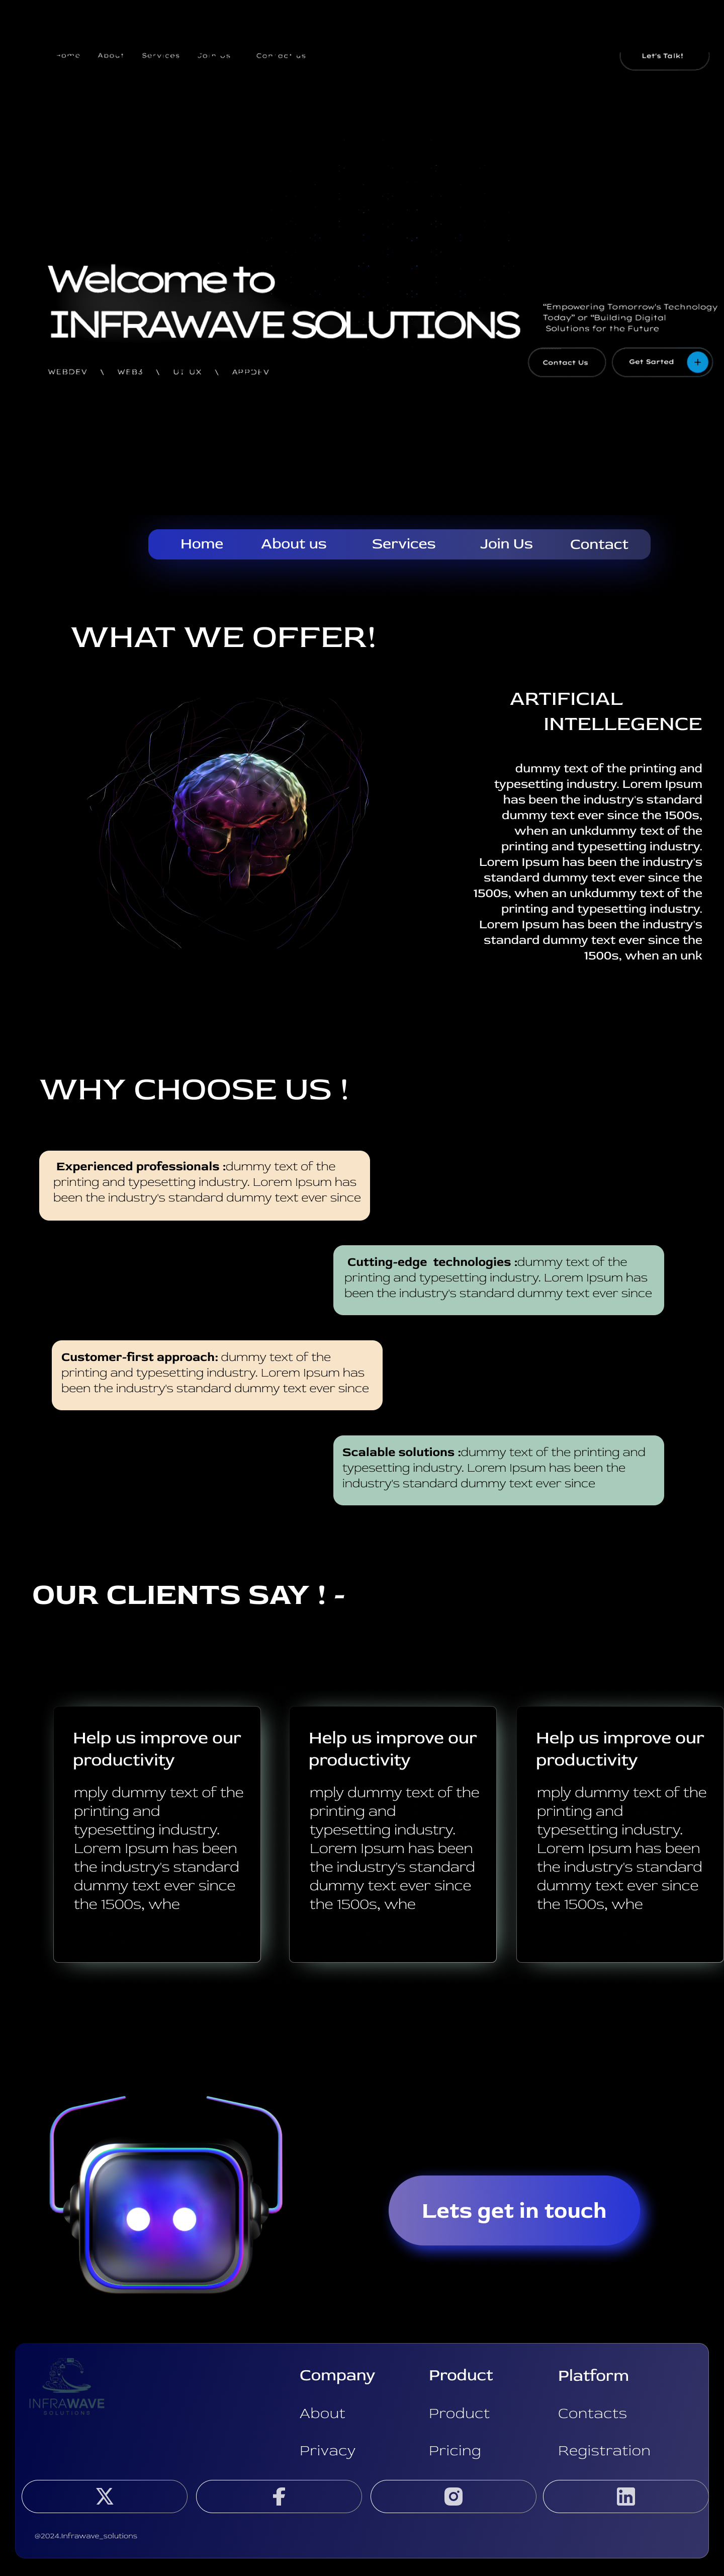 Home About Services Join Us Contact us Let's Talk!
Welcome to
INFRAWAVE SOLUTIONS
"Empowering Tomorrow's Technology
Today" or "Building Digital
Solutions for the Future
Contact Us Get Sarted +
WEBDEV \ WEB3 \ UI UX \ APPDEV
Home About us Services Join Us Contact
WHAT WE OFFER!
ARTIFICIAL
INTELLEGENCE
dummy text of the printing and
typesetting industry. Lorem Ipsum
has been the industry's standard
dummy text ever since the 1500s,
when an unkdummy text of the
printing and typesetting industry.
Lorem Ipsum has been the industry's
standard dummy text ever since the
1500s, when an unkdummy text of the
printing and typesetting industry.
Lorem Ipsum has been the industry's
standard dummy text ever since the
1500s, when an unk
WHY CHOOSE US !
Experienced professionals :dummy text of the
printing and typesetting industry. Lorem Ipsum has
been the industry's standard dummy text ever since
Cutting-edge technologies :dummy text of the
printing and typesetting industry. Lorem Ipsum has
been the industry's standard dummy text ever since
Customer-first approach: dummy text of the
printing and typesetting industry. Lorem Ipsum has
been the industry's standard dummy text ever since
Scalable solutions :dummy text of the printing and
typesetting industry. Lorem Ipsum has been the
industry's standard dummy text ever since
OUR CLIENTS SAY ! -
Help us improve our
productivity
mply dummy text of the
printing and
typesetting industry.
Lorem Ipsum has been
the industry's standard
dummy text ever since
the 1500s, whe
Help us improve our
productivity
mply dummy text of the
printing and
typesetting industry.
Lorem Ipsum has been
the industry's standard
dummy text ever since
the 1500s, whe
Help us improve our
productivity
mply dummy text of the
printing and
typesetting industry.
Lorem Ipsum has been
the industry's standard
dummy text ever since
the 1500s, whe
Lets get in touch
INFRAWAVE
SOLUTIONS
Company Product Platform
About Product Contacts
Privacy Pricing Registration
@2024.Infrawave_solutions